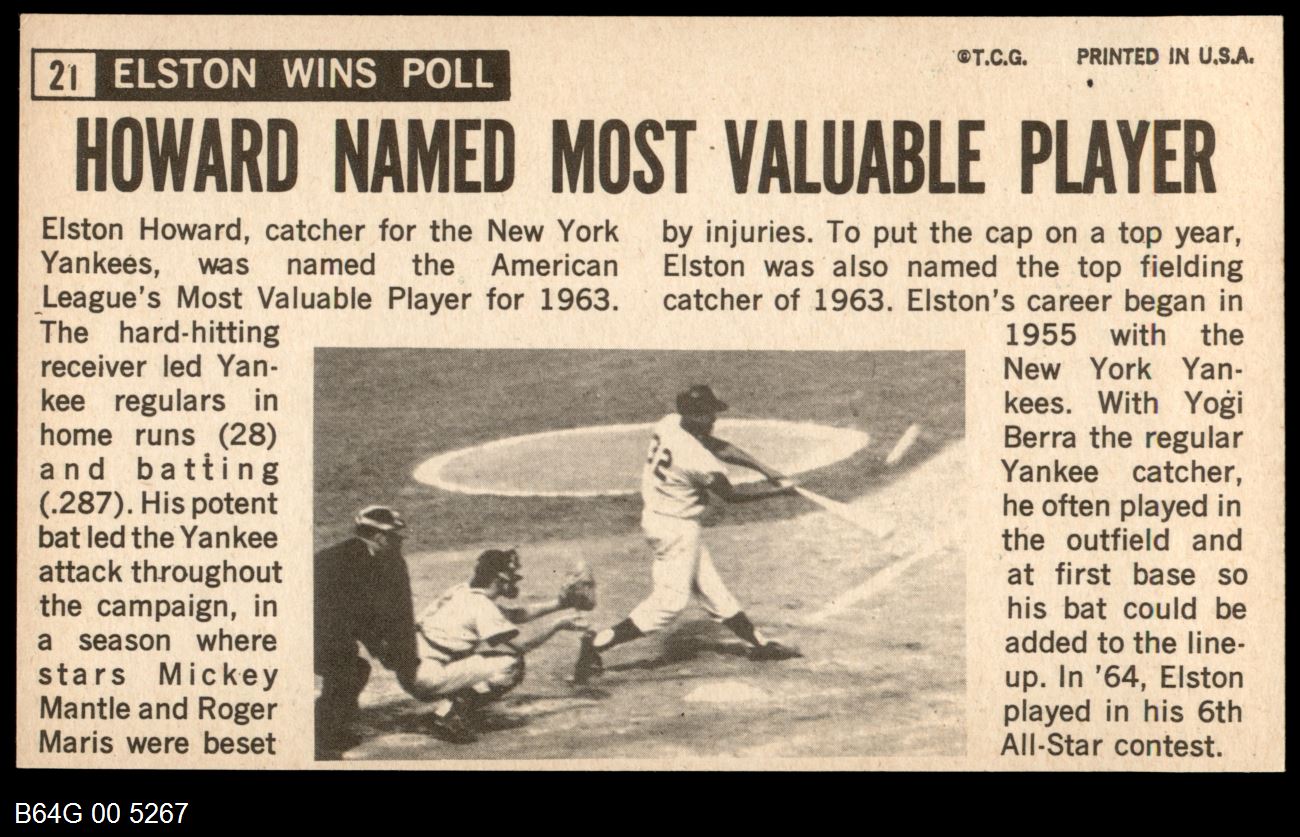 21 ELSTON WINS POLL
©T.C.G. PRINTED IN U.S.A.
HOWARD NAMED MOST VALUABLE PLAYER
Elston Howard, catcher for the New York
Yankees, was named the American
League's Most Valuable Player for 1963.
The hard-hitting
receiver led Yan-
kee regulars in
home runs (28)
and batting
(.287). His potent
bat led the Yankee
attack throughout
the campaign, in
a season where
stars Mickey
Mantle and Roger
Maris were beset
by injuries. To put the cap on a top year,
Elston was also named the top fielding
catcher of 1963. Elston's career began in
1955 with the
New York Yan-
kees. With Yogi
Berra the regular
Yankee catcher,
he often played in
the outfield and
at first base so
his bat could be
added to the line-
up. In '64, Elston
played in his 6th
All-Star contest.
32
B64G 00 5267